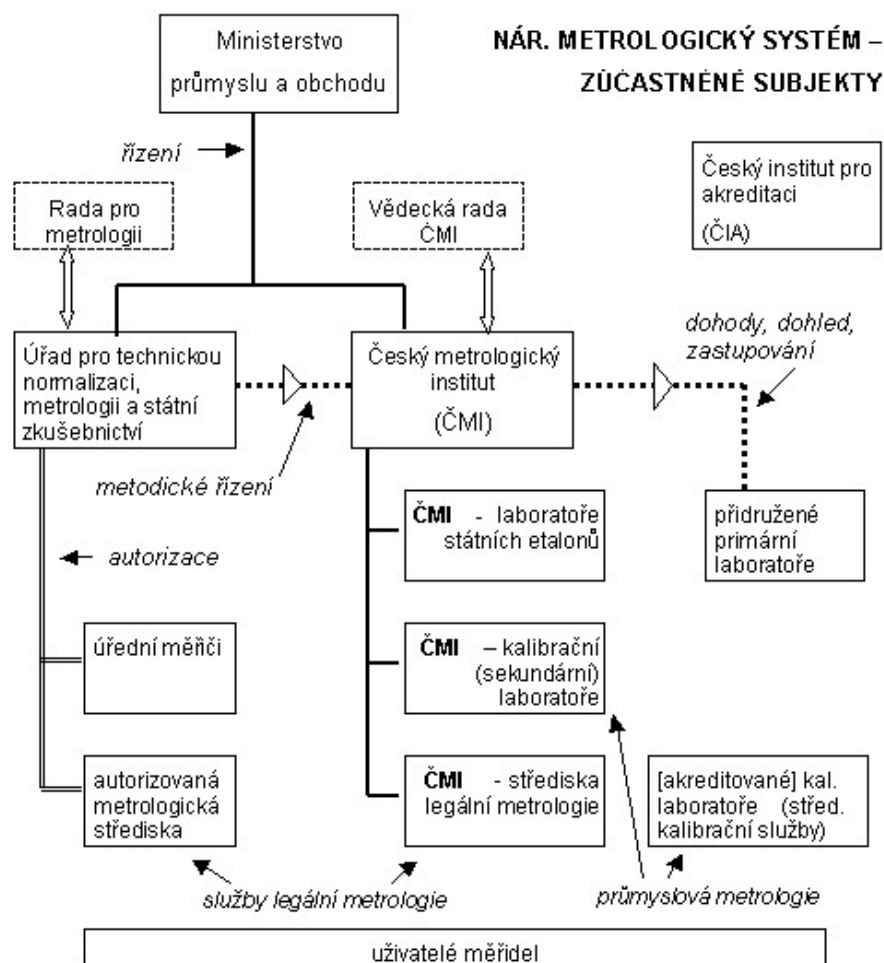 Ministerstvo
průmyslu a obchodu
NÁR. METROLOGICKÝ SYSTÉM –
ZÚČASTNĚNÉ SUBJEKTY
řízení
Český institut pro
akreditaci
(ČIA)
Rada pro
metrologii
Vědecká rada
ČMI
dohody, dohled,
zastupování
Úřad pro technickou
normalizaci,
metrologii a státní
zkušebnictví
Český metrologický
institut
(ČMI)
metodické řízení
ČMI - laboratoře
státních etalonů
přidružené
primární
laboratoře
autorizace
úřední měřiči
ČMI – kalibrační
(sekundární)
laboratoře
autorizovaná
metrologická
střediska
ČMI - střediska
legální metrologie
[akreditované] kal.
laboratoře (střed.
kalibrační služby)
služby legální metrologie
průmyslová metrologie
uživatelé měřidel